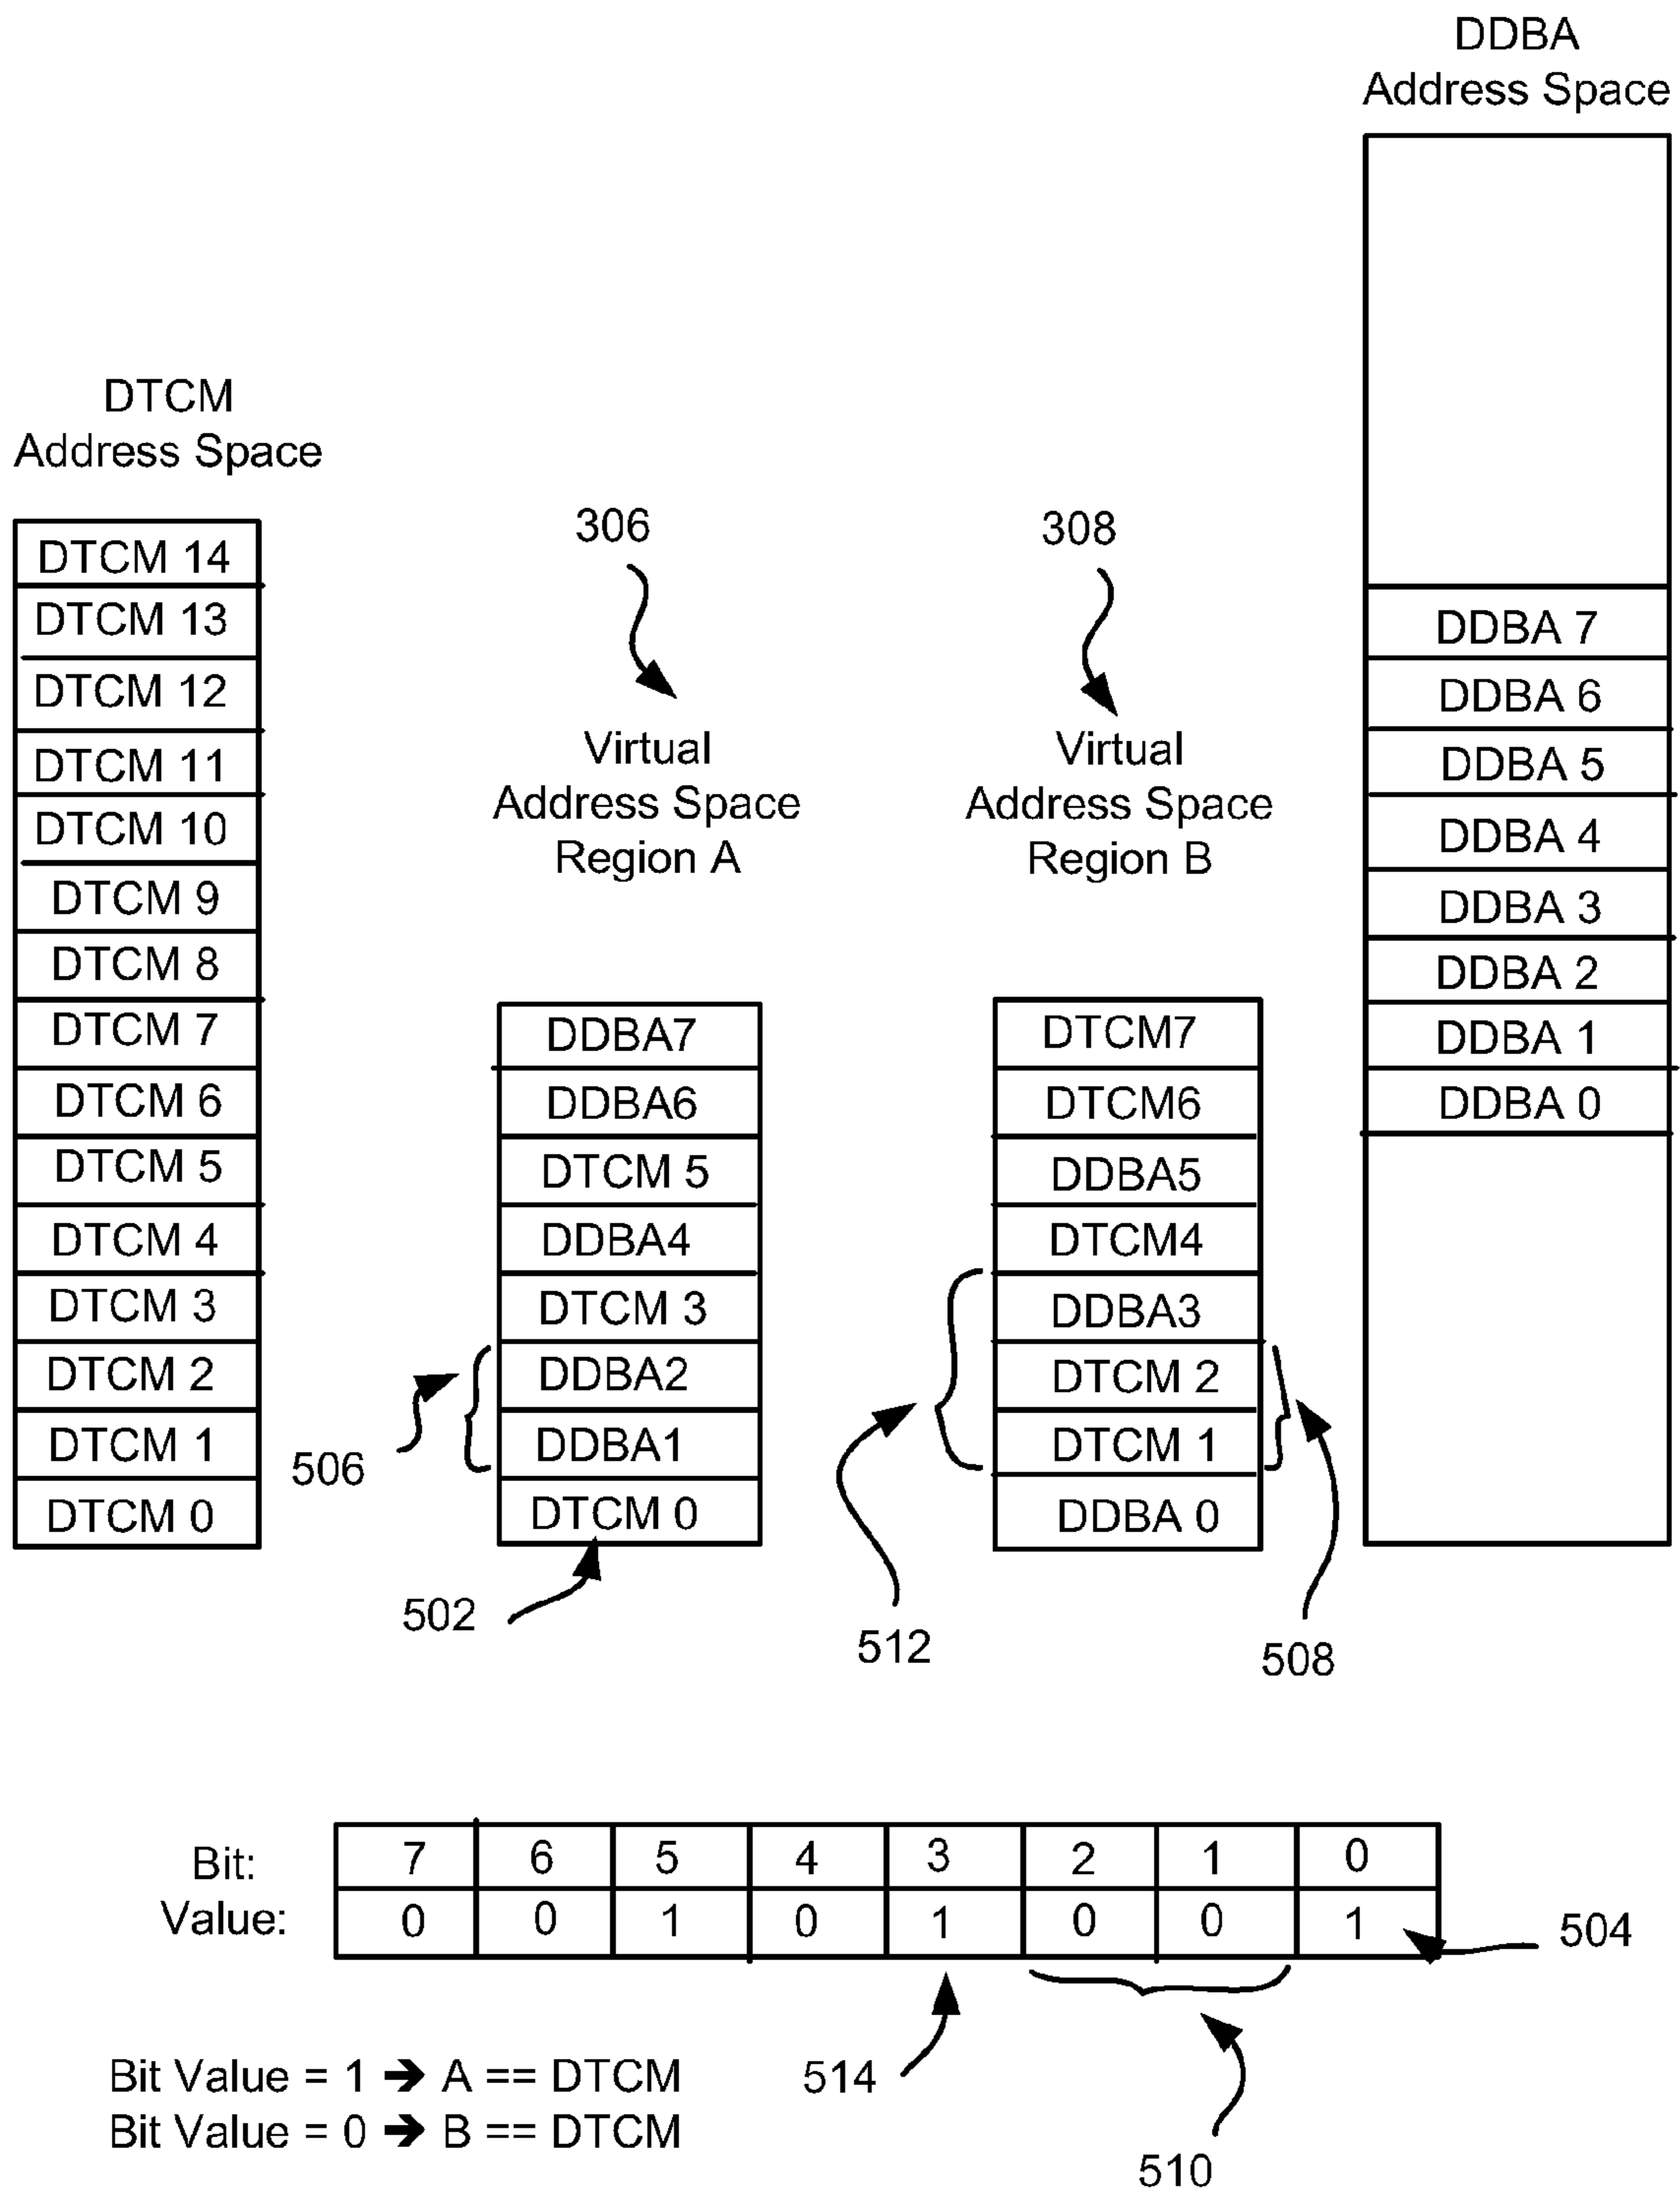 DDBA
Address Space
DTCM
Address Space
306
308
DTCM 14
DTCM 13
DTCM 12
DTCM 11
DTCM 10
DTCM 9
DTCM 8
DTCM 7
DTCM 6
DTCM 5
DTCM 4
DTCM 3
DTCM 2
DTCM 1
DTCM 0
Virtual
Address Space
Region A
DDBA7
DDBA6
DTCM 5
DDBA4
DTCM 3
DDBA2
DDBA1
DTCM 0
506
502
Virtual
Address Space
Region B
DTCM7
DTCM6
DDBA5
DTCM4
DDBA3
DTCM 2
DTCM 1
DDBA 0
512
508
DDBA 7
DDBA 6
DDBA 5
DDBA 4
DDBA 3
DDBA 2
DDBA 1
DDBA 0
Bit: 7 6 5 4 3 2 1 0
Value: 0 0 1 0 1 0 0 1
504
514
510
Bit Value = 1 ➔ A == DTCM
Bit Value = 0 ➔ B == DTCM